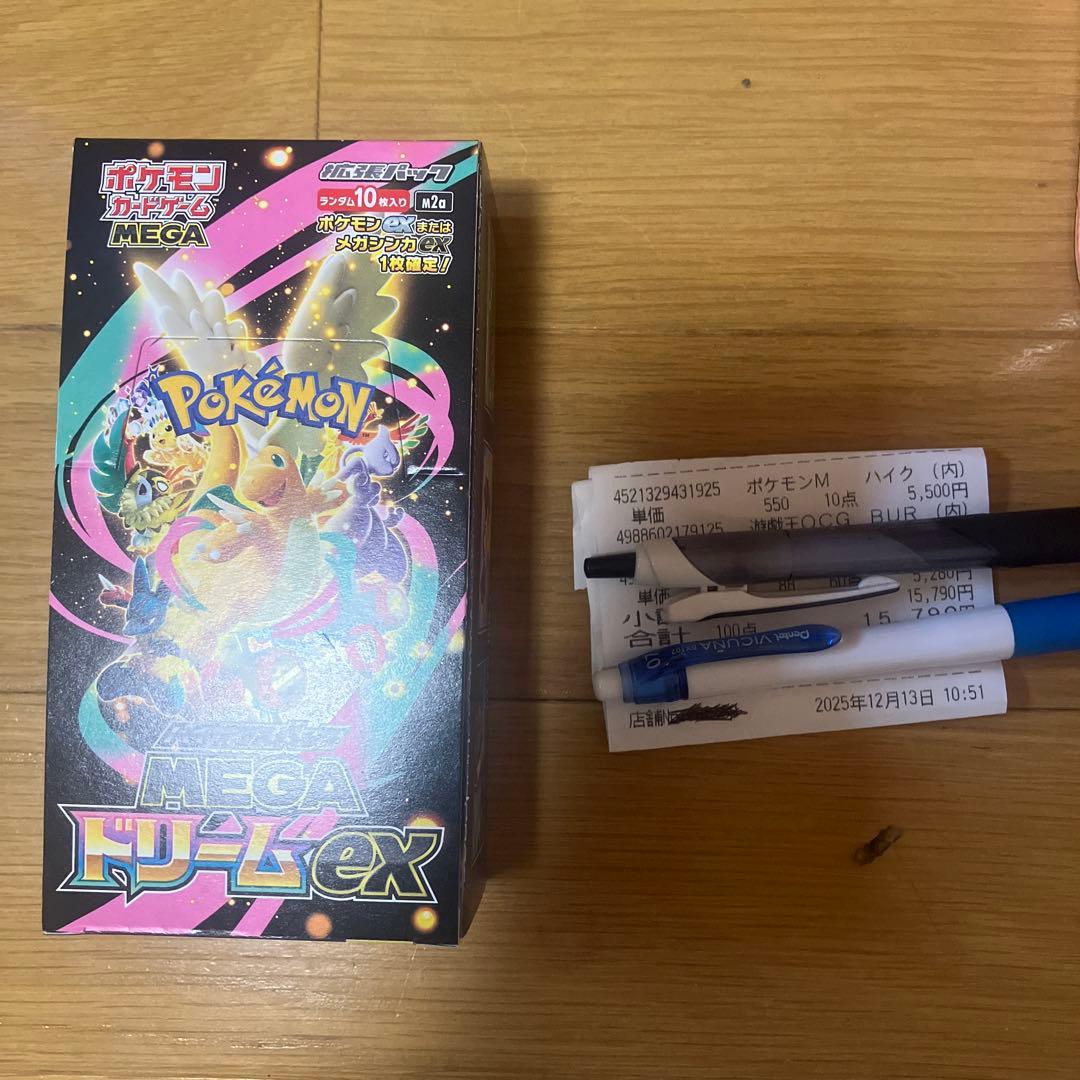 ポケモン
カードゲーム
MEGA
拡張パック
ランダム10枚入り M2a
ポケモンexまたは
メガシンカex
1枚確定!
POKÉMON
MEGA
ドリームex
4521329431925 ポケモンM ハイク (内)
単価 550 10点 5,500円
4988602179125 遊戯王OCG BUR (内)
5,280円
単価 15,790円
合計 100点
Pentel VICUÑA
店舗
2025年12月13日 10:51